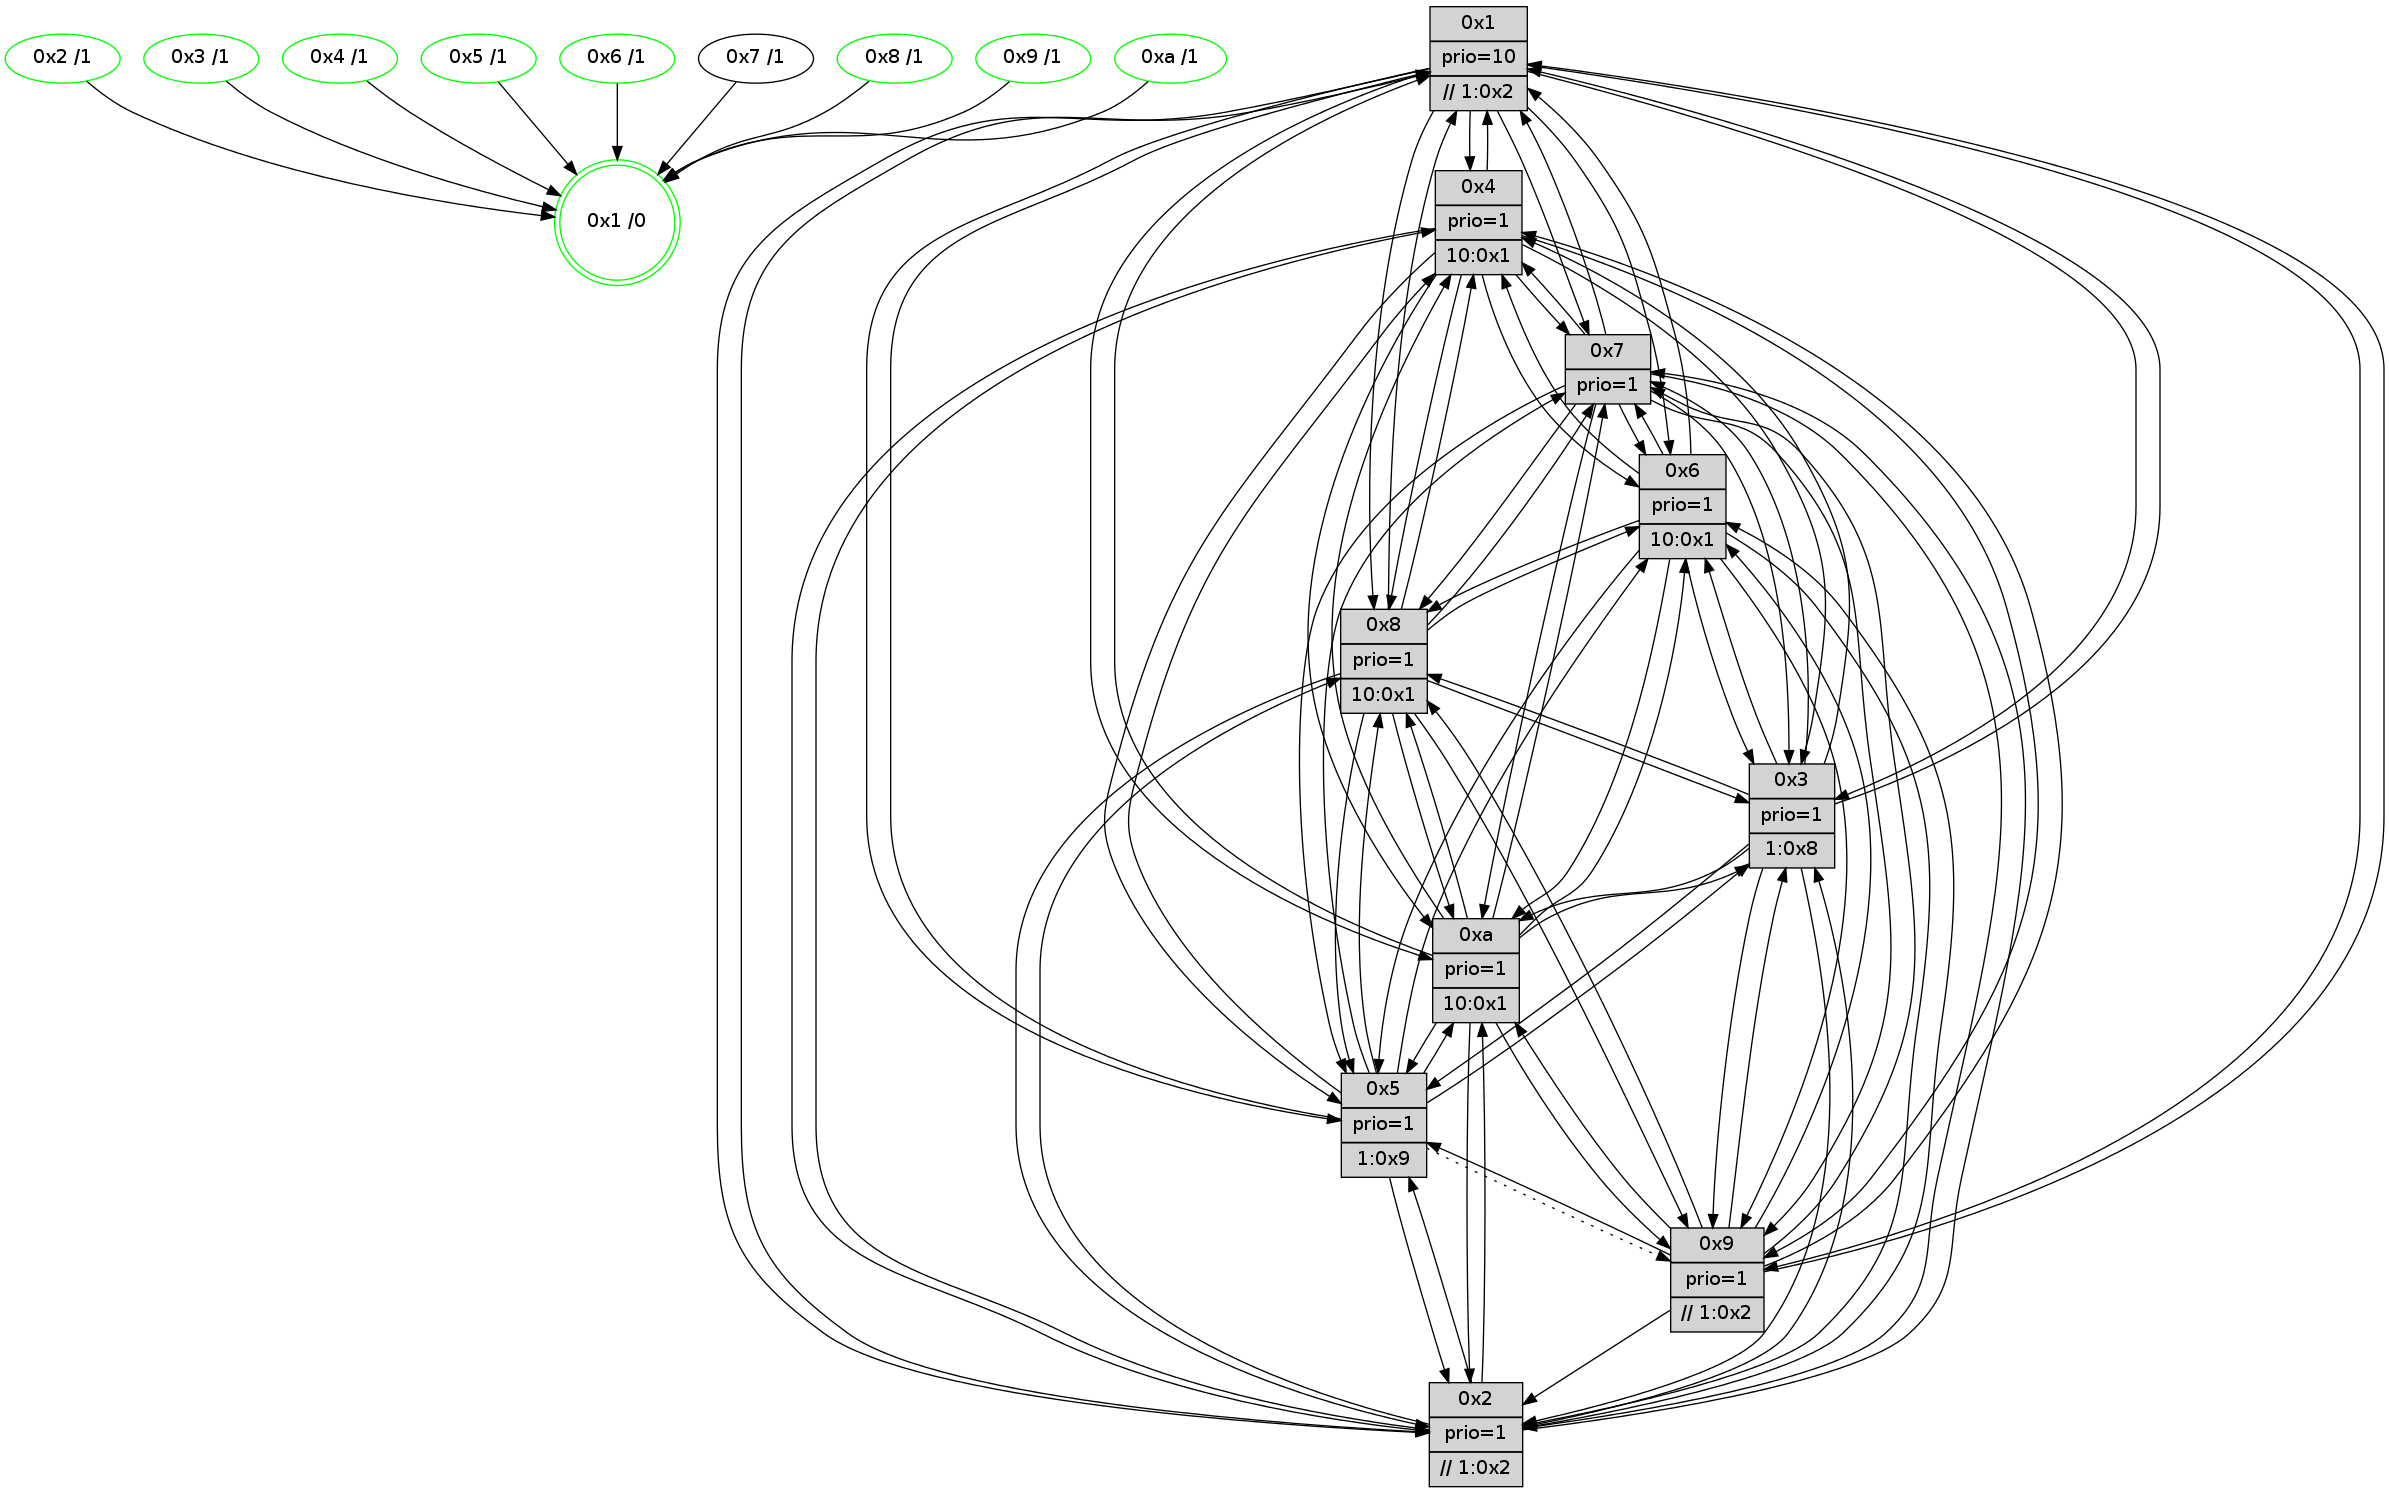 0x2 /1
0x3 /1
0x4 /1
0x5 /1
0x6 /1
0x7 /1
0x8 /1
0x9 /1
0xa /1
0x1 /0
0x1
prio=10
// 1:0x2
0x4
prio=1
10:0x1
0x7
prio=1
0x6
prio=1
10:0x1
0x8
prio=1
10:0x1
0x3
prio=1
1:0x8
0xa
prio=1
10:0x1
0x5
prio=1
1:0x9
0x9
prio=1
// 1:0x2
0x2
prio=1
// 1:0x2